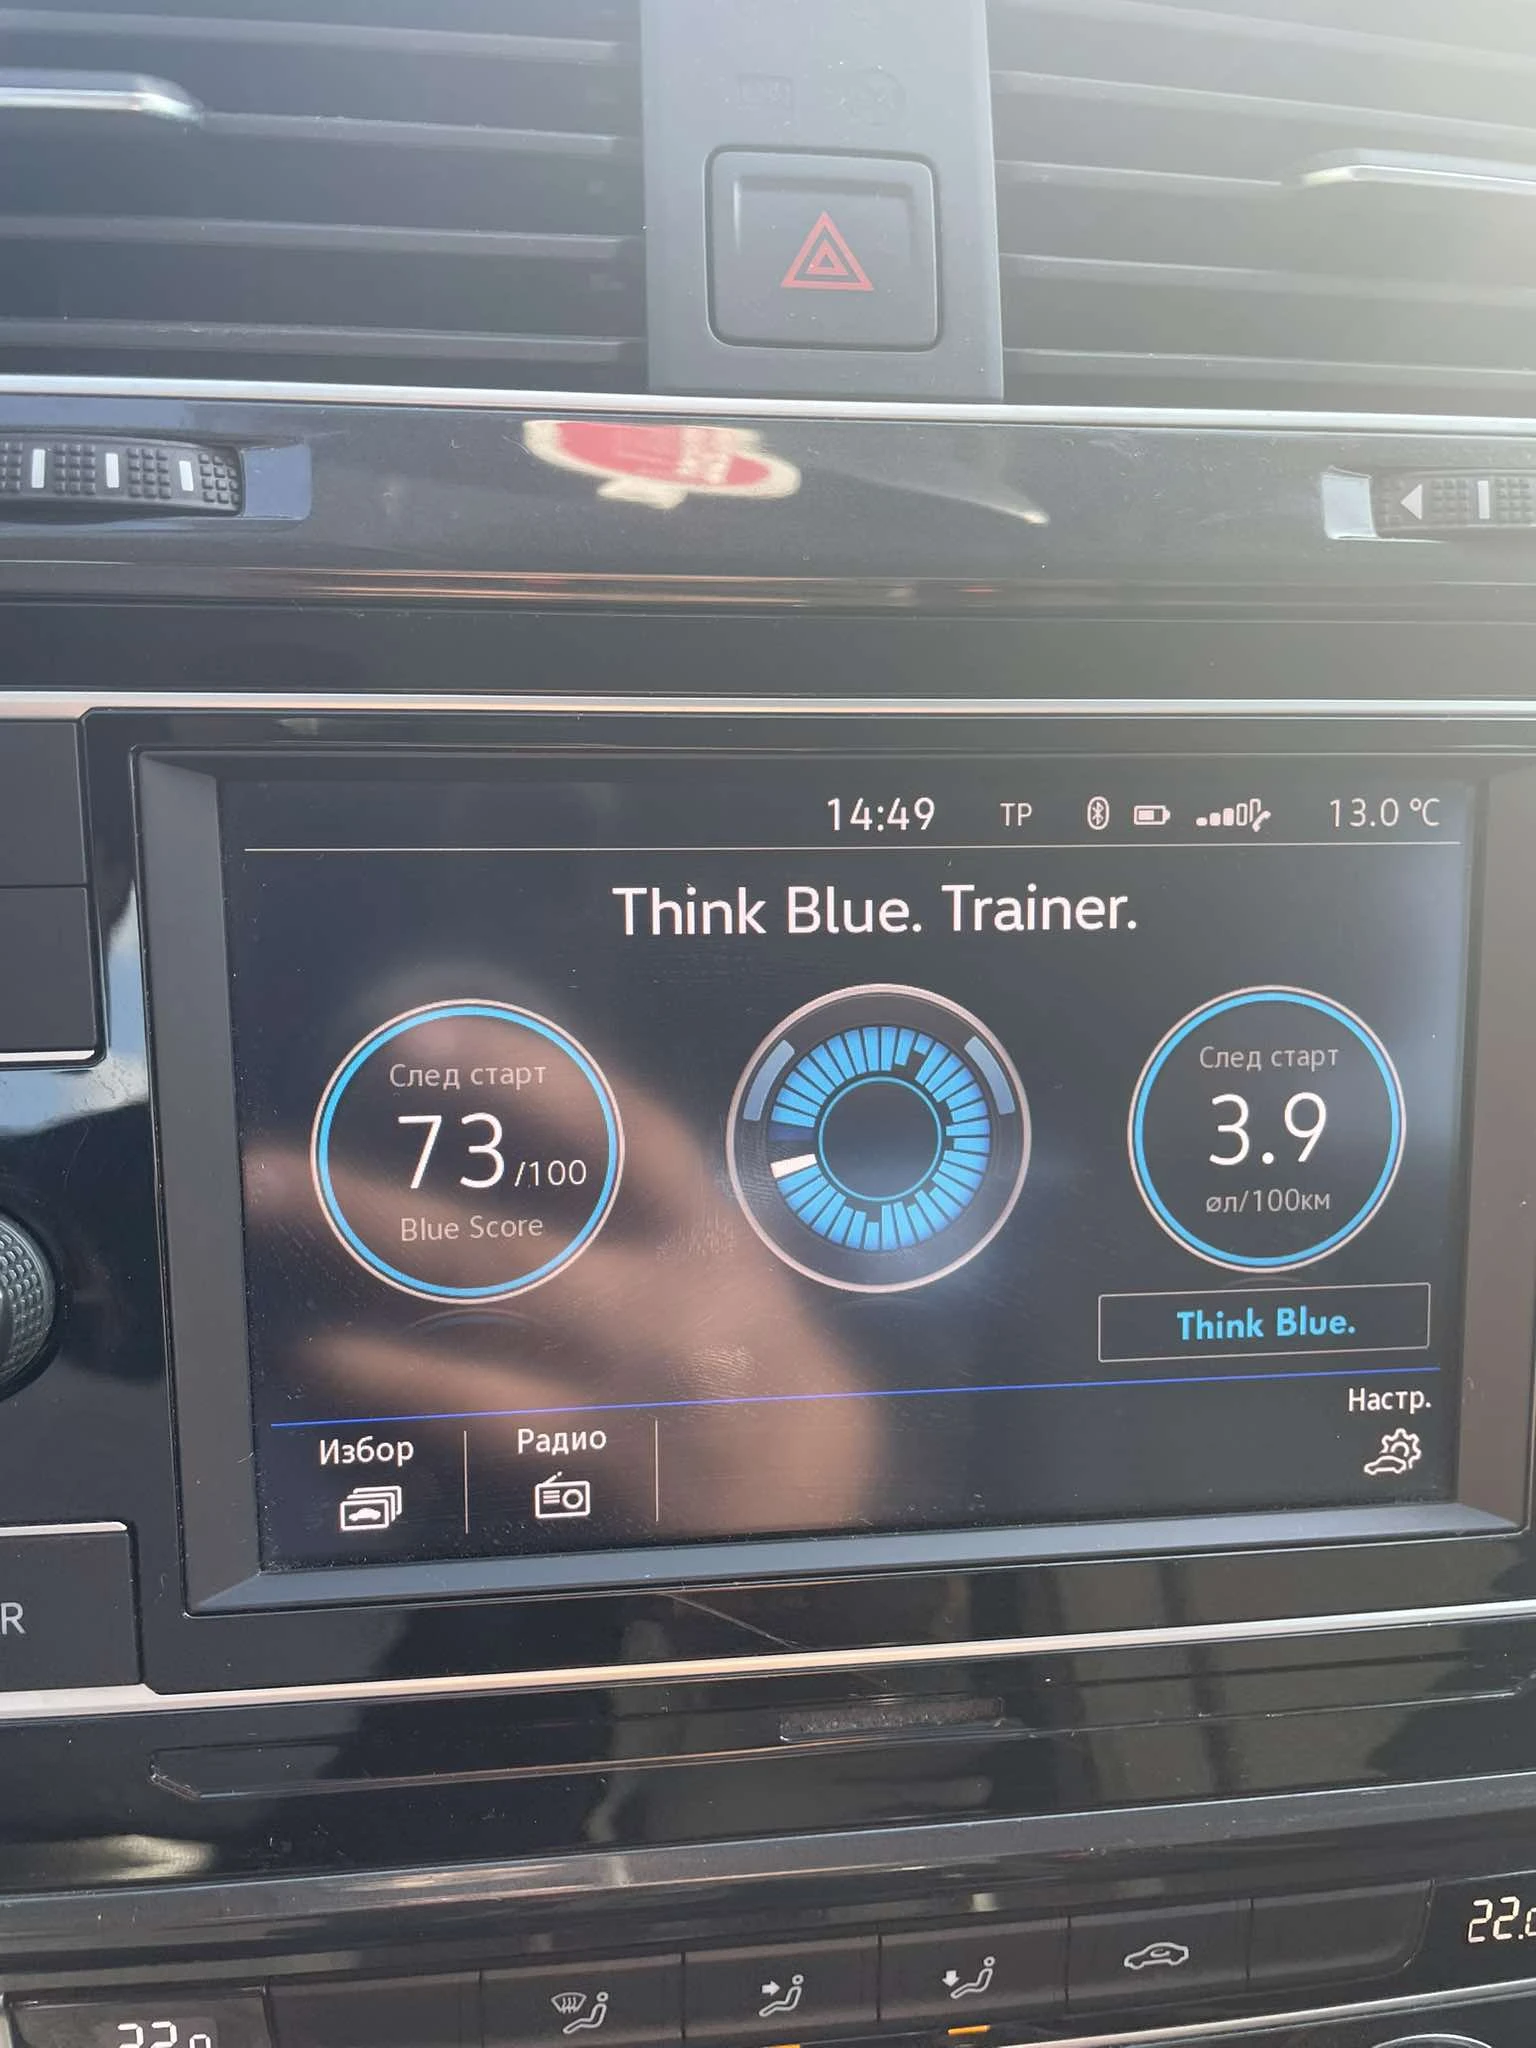 14:49 TP 13.0 °C
Think Blue. Trainer.
След старт
73/100
Blue Score
След старт
3.9
øл/100км
Think Blue.
Избор
Радио
Настр.
R
22.0